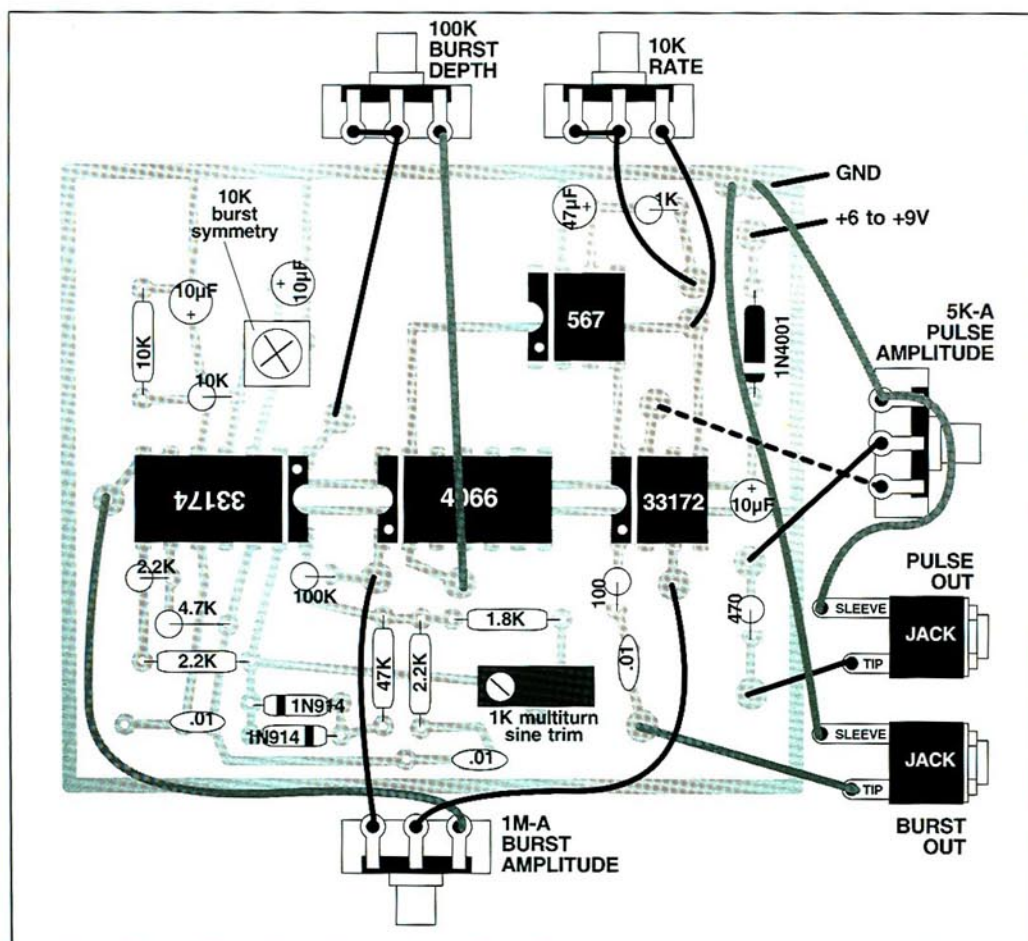 100K
BURST
DEPTH
10K
RATE
GND
+6 to +9V
10K
burst
symmetry
47µF
+
1K
10µF
+
+
10µF
567
10K
10K
1N4001
5K-A
PULSE
AMPLITUDE
33174
4066
33172
+
10µF
2.2K
100K
100
470
4.7K
1.8K
2.2K
47K
2.2K
.01
1N914
1N914
.01
.01
1K multiturn
sine trim
PULSE
OUT
SLEEVE
JACK
TIP
SLEEVE
JACK
TIP
BURST
OUT
1M-A
BURST
AMPLITUDE